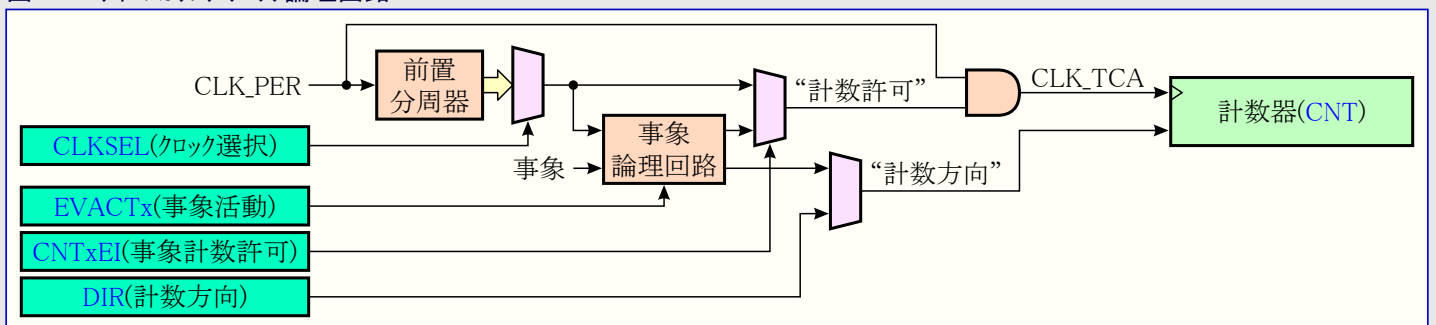 CLK_PER
前置
分周器
CLKSEL(クロック選択)
事象
事象
論理回路
EVACTx(事象活動)
CNTxEI(事象計数許可)
DIR(計数方向)
“計数許可”
“計数方向”
CLK_TCA
計数器(CNT)